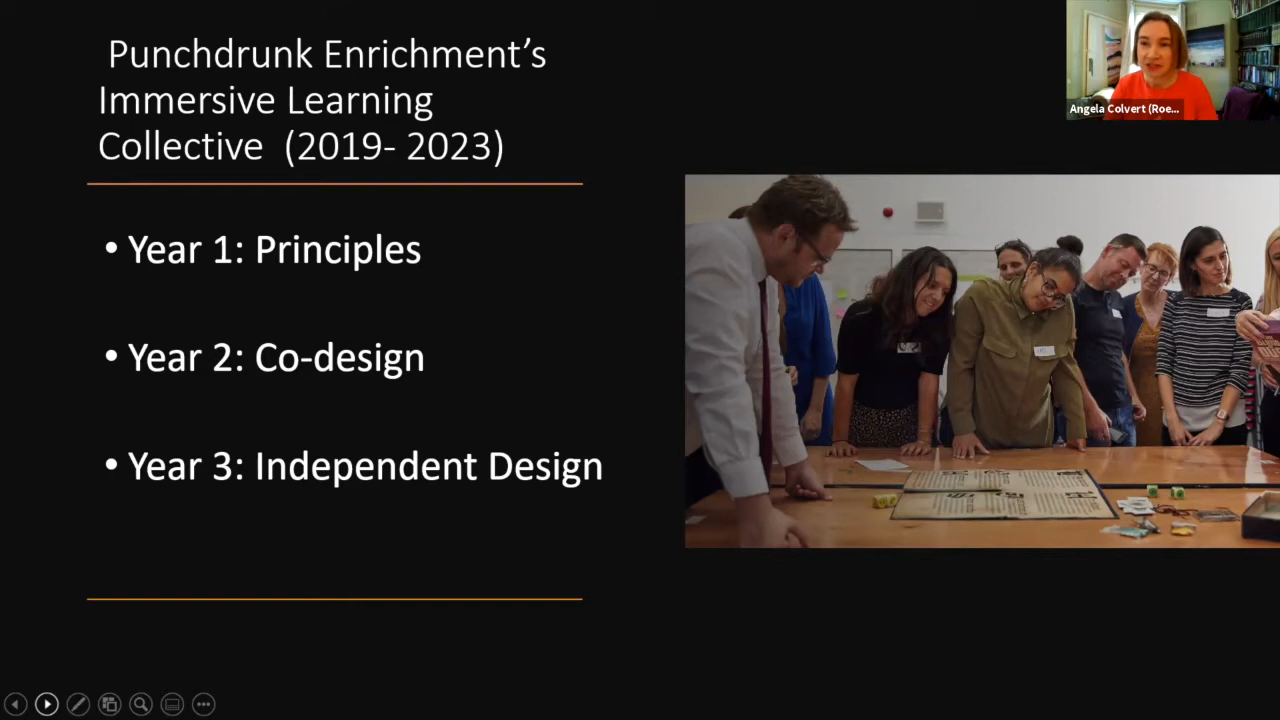 Punchdrunk Enrichment's
Immersive Learning
Collective (2019- 2023)
• Year 1: Principles
• Year 2: Co-design
• Year 3: Independent Design
Angela Colvert (Roe...